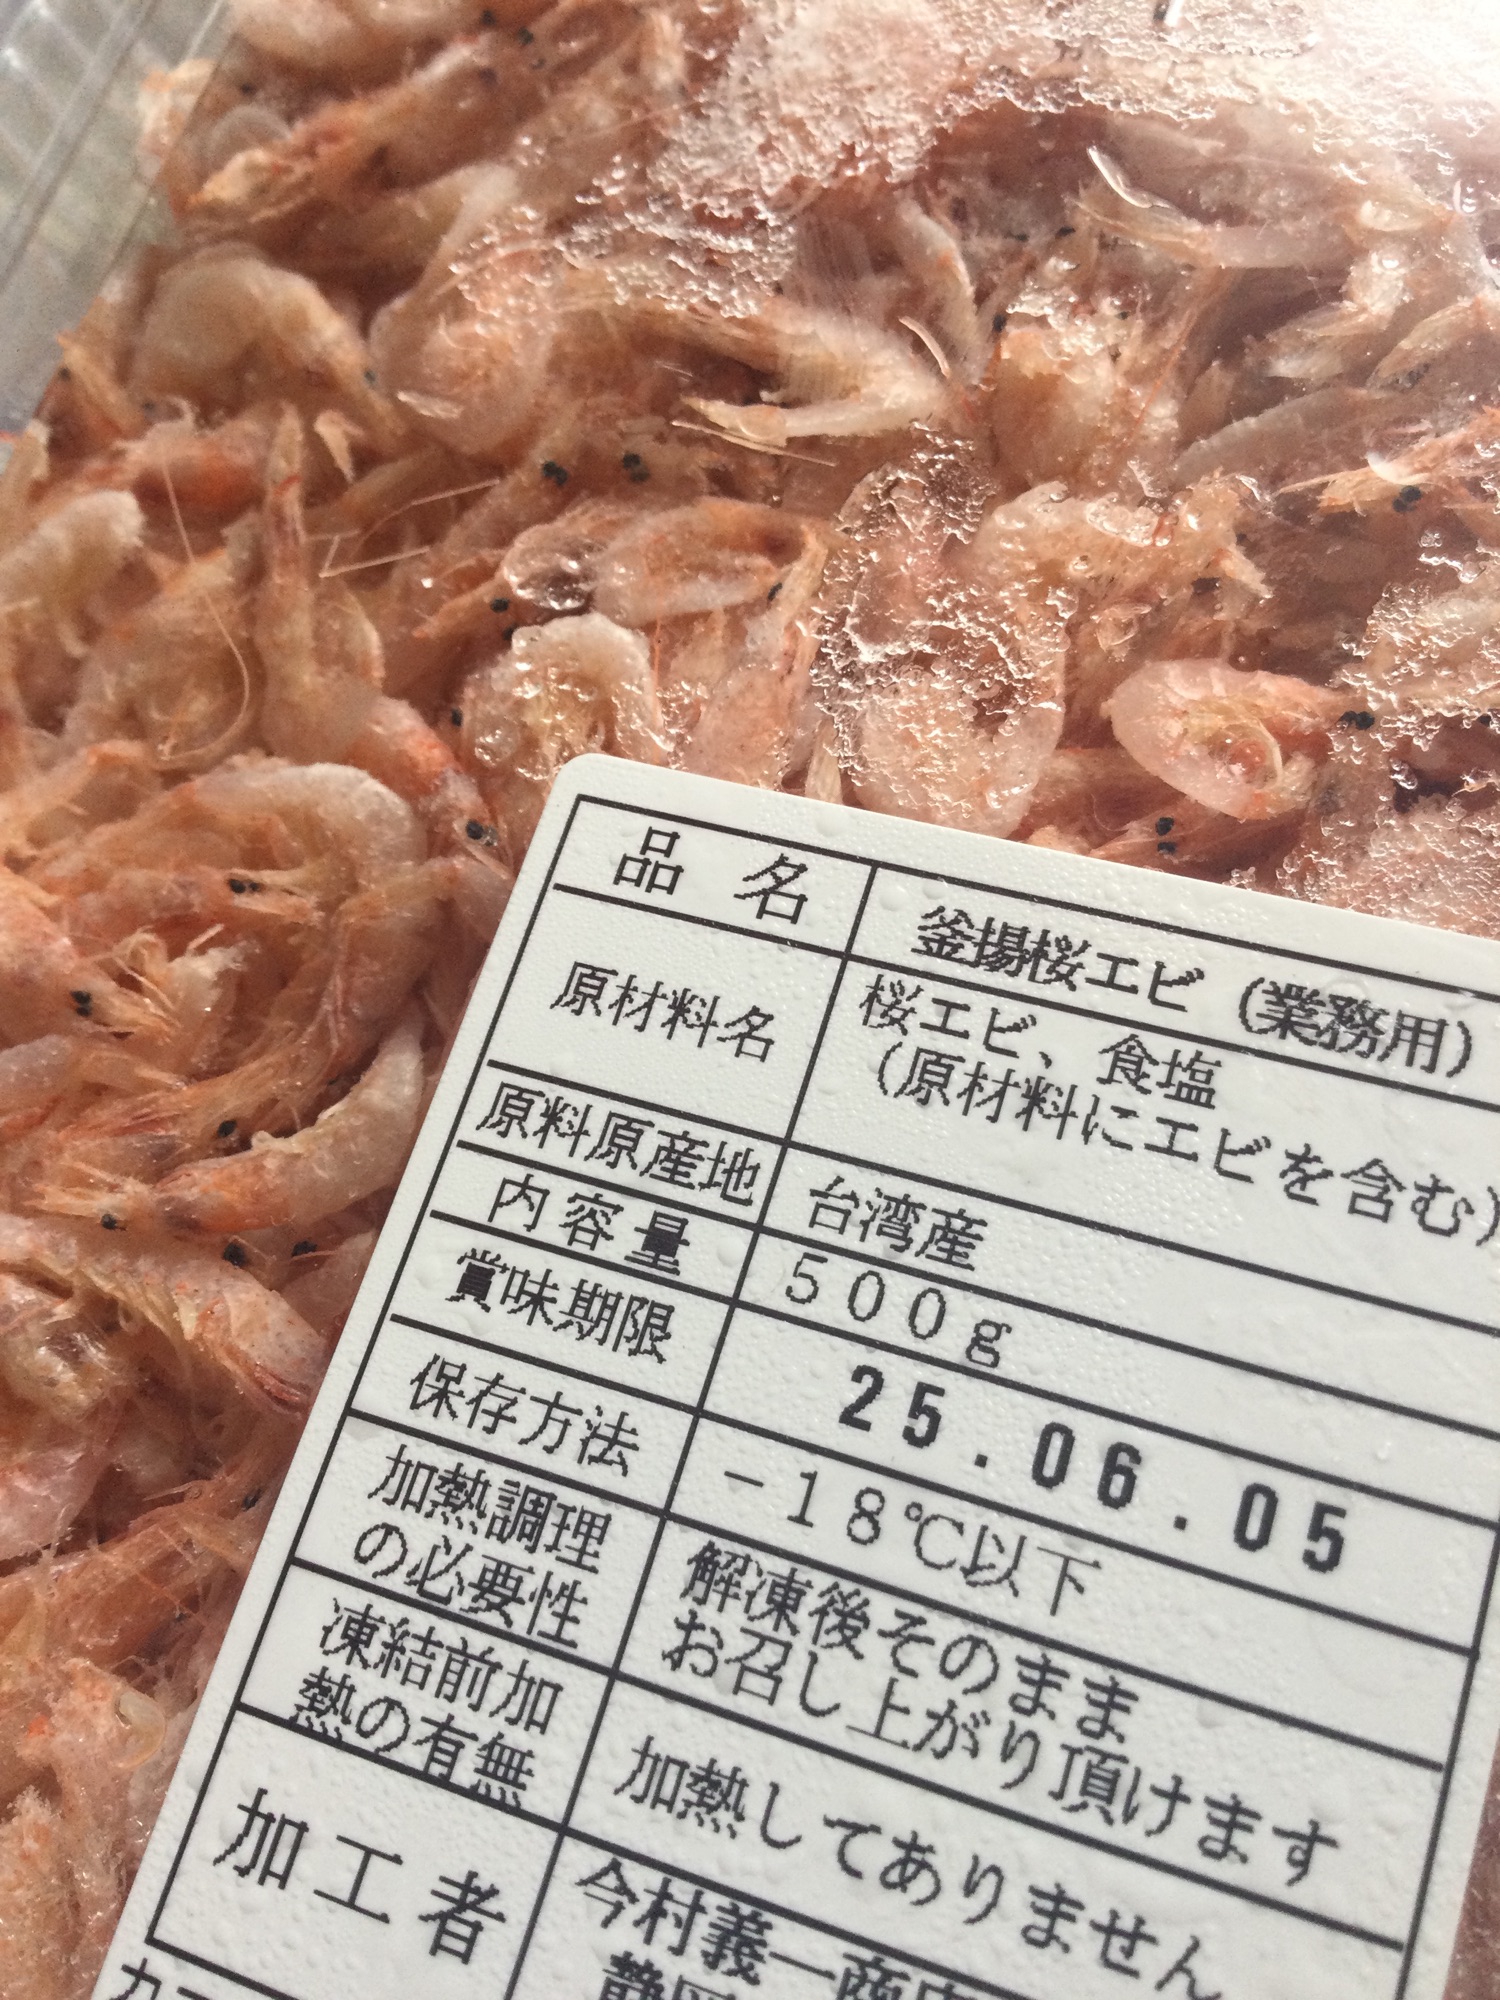 品名 釜揚桜エビ（業務用）
原材料名 桜エビ、食塩
（原材料にエビを含む）
原料原産地 台湾産
内容量 500g
賞味期限 25.06.05
保存方法 -18℃以下
加熱調理の必要性 解凍後そのまま
お召し上がり頂けます
凍結前加熱の有無 加熱してありません
加工者 今村義一商店
静岡